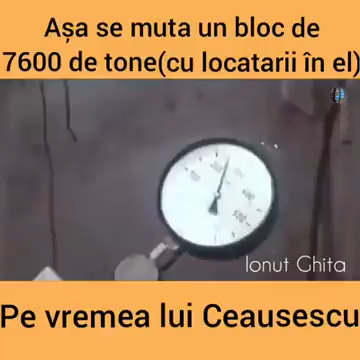 Așa se muta un bloc de
7600 de tone(cu locatarii în el)
Ionut Ghita
Pe vremea lui Ceausescu